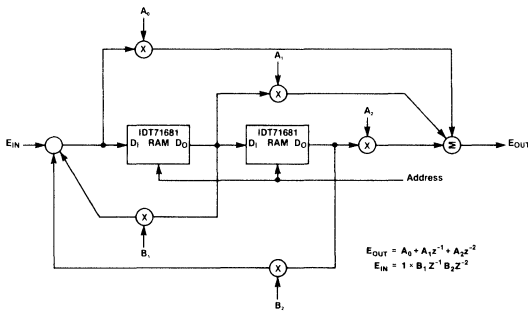 A₀
X
A₁
X
A₂
IDT71681
Dᵢ RAM Dₒ
IDT71681
Dᵢ RAM Dₒ
Eᵢₙ
X
Σ
Eₒᵤₜ
Address
X
B₁
X
B₂
Eₒᵤₜ = A₀ + A₁z⁻¹ + A₂z⁻²
Eᵢₙ = 1 × B₁ Z⁻¹ B₂Z⁻²